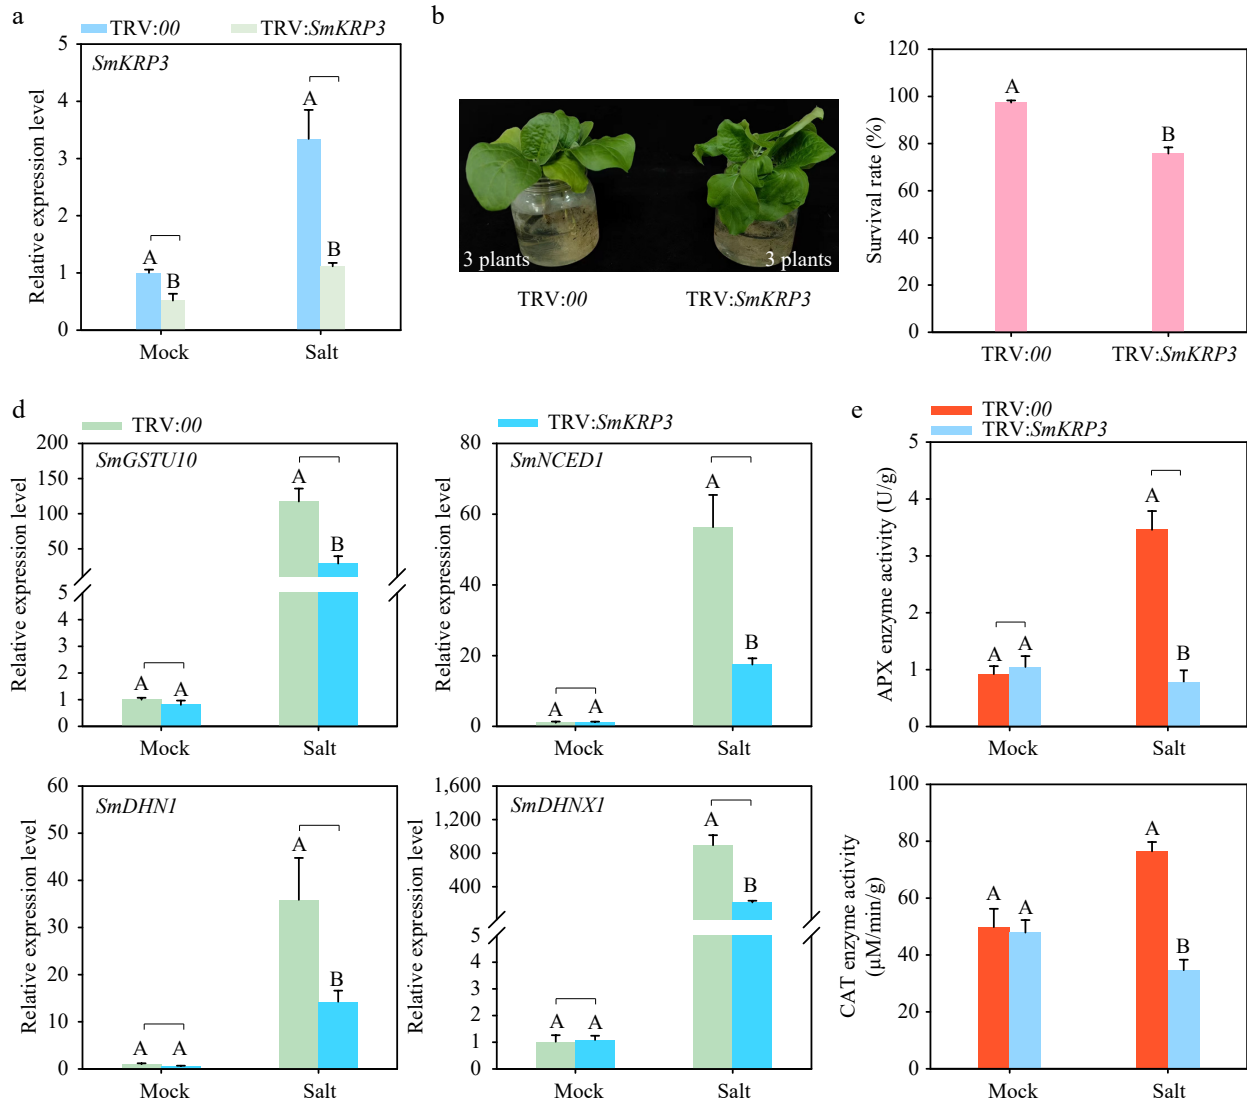 a
TRV:00
TRV:SmKRP3
SmKRP3
Relative expression level
5
4
3
2
1
0
A
B
A
B
Mock
Salt
b
3 plants
3 plants
TRV:00
TRV:SmKRP3
c
Survival rate (%)
120
100
80
60
40
20
0
A
B
TRV:00
TRV:SmKRP3
d
TRV:00
TRV:SmKRP3
SmGSTU10
Relative expression level
200
150
100
50
5
4
3
2
1
0
A
A
A
B
Mock
Salt
SmNCED1
Relative expression level
80
60
40
20
0
A
A
A
B
Mock
Salt
SmDHN1
Relative expression level
60
50
40
30
20
10
0
A
A
A
B
Mock
Salt
SmDHNX1
Relative expression level
1,600
1,200
800
400
5
4
3
2
1
0
A
A
A
B
Mock
Salt
e
TRV:00
TRV:SmKRP3
APX enzyme activity (U/g)
5
4
3
2
1
0
A
A
A
B
Mock
Salt
CAT enzyme activity
(μM/min/g)
100
80
60
40
20
0
A
A
A
B
Mock
Salt